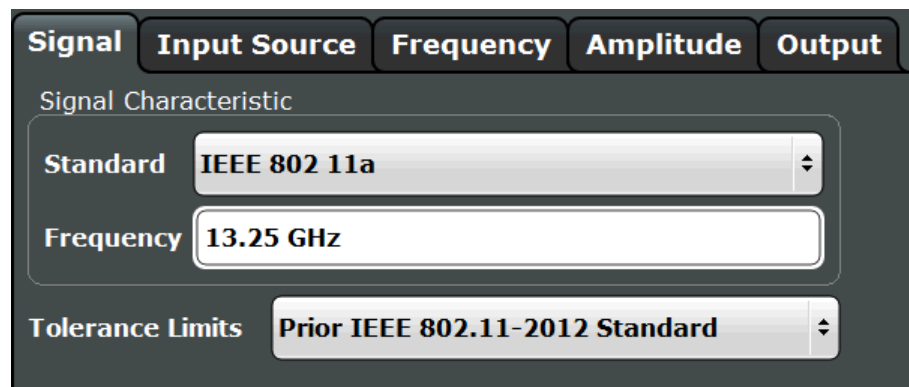 Signal Input Source Frequency Amplitude Output
Signal Characteristic
Standard IEEE 802 11a
Frequency 13.25 GHz
Tolerance Limits Prior IEEE 802.11-2012 Standard